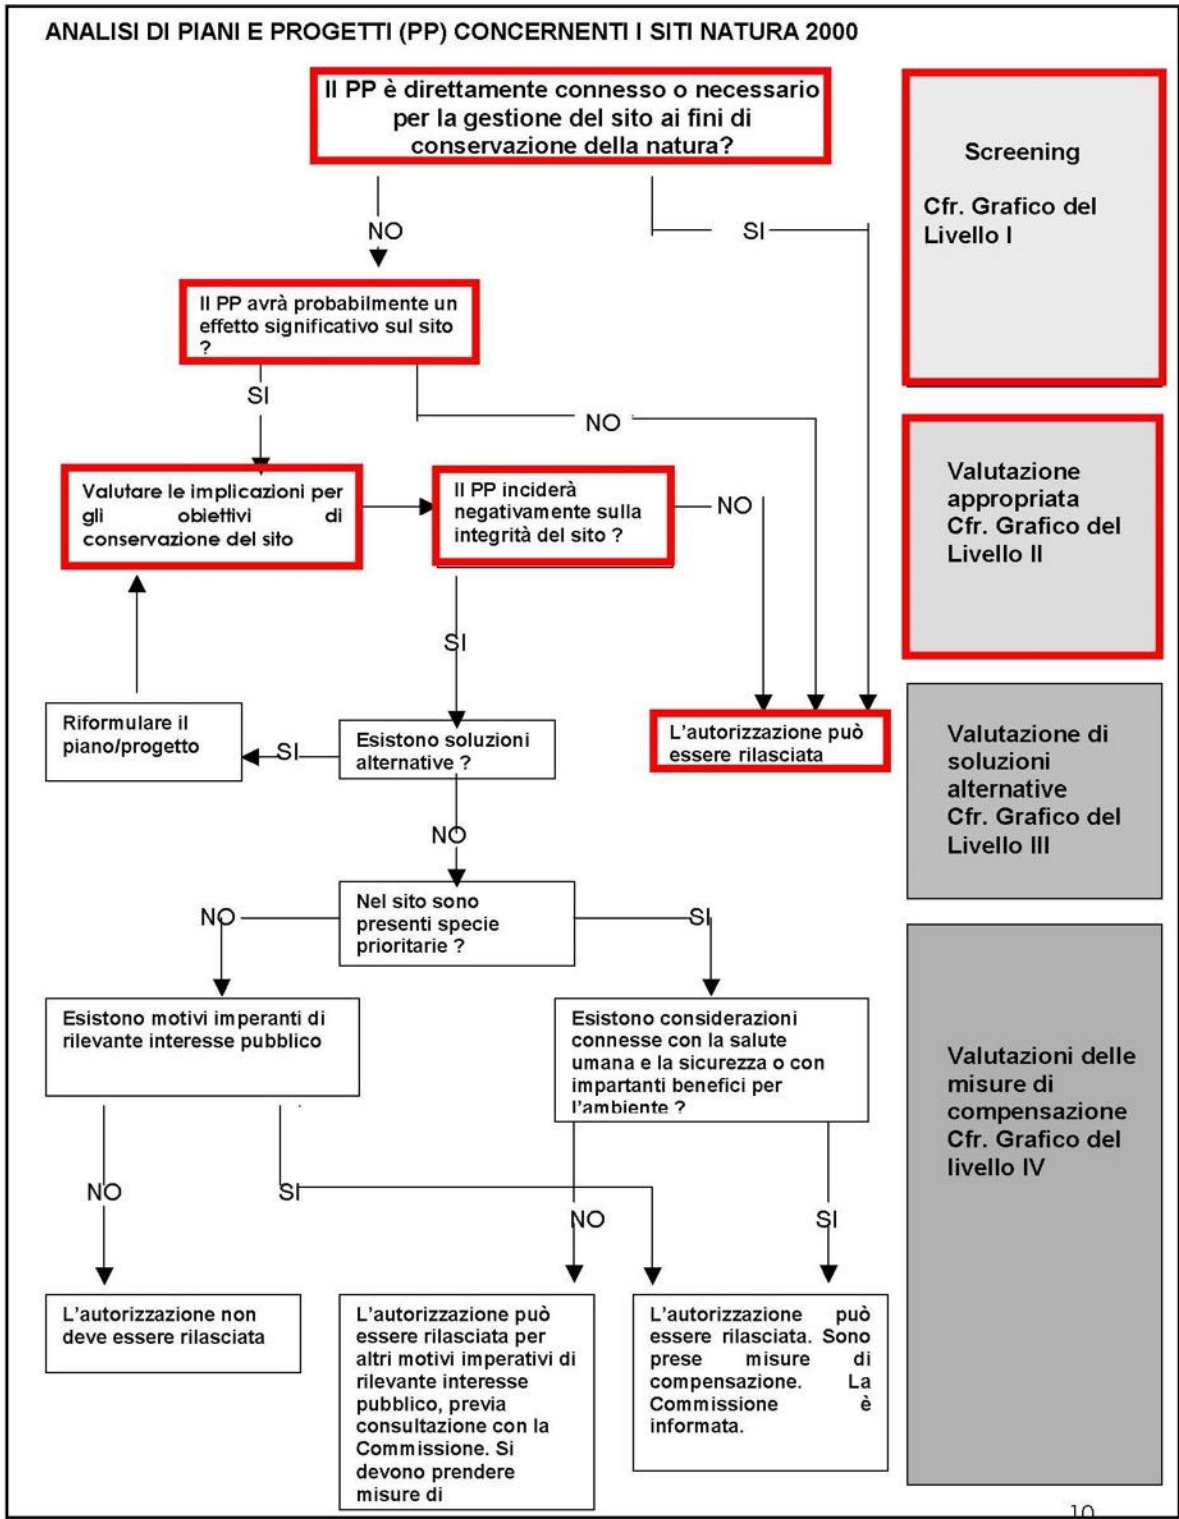 ANALISI DI PIANI E PROGETTI (PP) CONCERNENTI I SITI NATURA 2000
Il PP è direttamente connesso o necessario
per la gestione del sito ai fini di
conservazione della natura?
Screening
Cfr. Grafico del
Livello I
NO
SI
Il PP avrà probabilmente un
effetto significativo sul sito
?
SI
NO
Valutare le implicazioni per
gli obiettivi di
conservazione del sito
Il PP inciderà
negativamente sulla
integrità del sito ?
NO
Valutazione
appropriata
Cfr. Grafico del
Livello II
SI
Riformulare il
piano/progetto
SI
Esistono soluzioni
alternative ?
L'autorizzazione può
essere rilasciata
Valutazione di
soluzioni
alternative
Cfr. Grafico del
Livello III
NO
Nel sito sono
presenti specie
prioritarie ?
NO
SI
Esistono motivi imperanti di
rilevante interesse pubblico
Esistono considerazioni
connesse con la salute
umana e la sicurezza o con
impartanti benefici per
l'ambiente ?
Valutazioni delle
misure di
compensazione
Cfr. Grafico del
livello IV
NO
SI
NO
SI
L'autorizzazione non
deve essere rilasciata
L'autorizzazione può
essere rilasciata per
altri motivi imperativi di
rilevante interesse
pubblico, previa
consultazione con la
Commissione. Si
devono prendere
misure di
L'autorizzazione può
essere rilasciata. Sono
prese misure di
compensazione. La
Commissione è
informata.
10